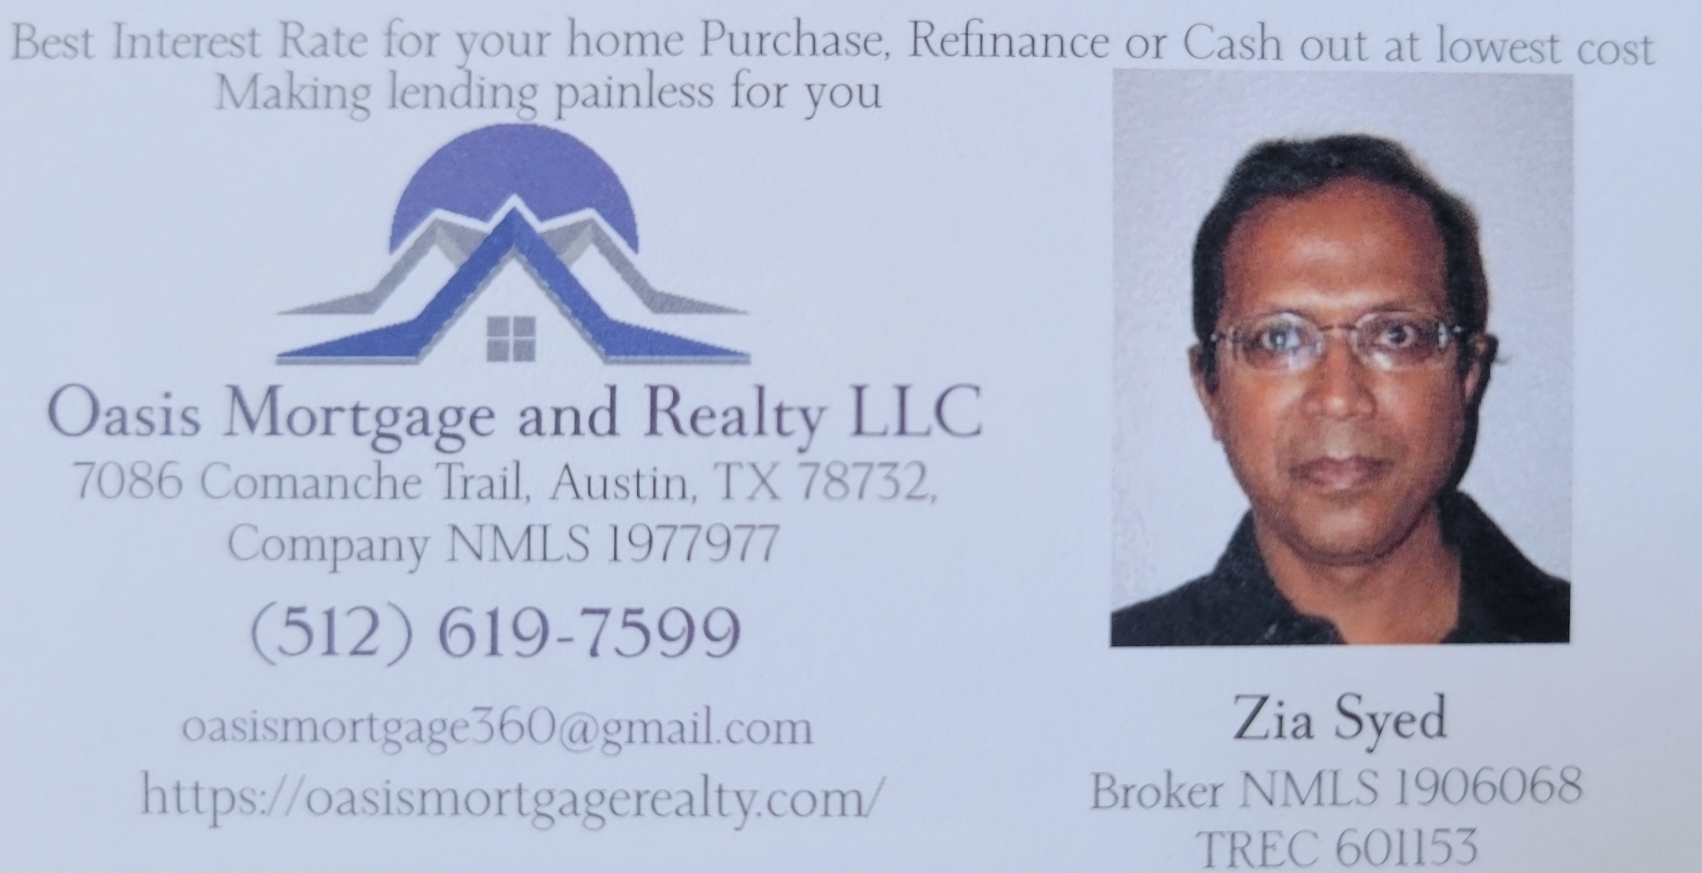 Best Interest Rate for your home Purchase, Refinance or Cash out at lowest cost
Making lending painless for you
Oasis Mortgage and Realty LLC
7086 Comanche Trail, Austin, TX 78732,
Company NMLS 1977977
(512) 619-7599
oasismortgage360@gmail.com
https://oasismortgagerealty.com/
Zia Syed
Broker NMLS 1906068
TREC 601153